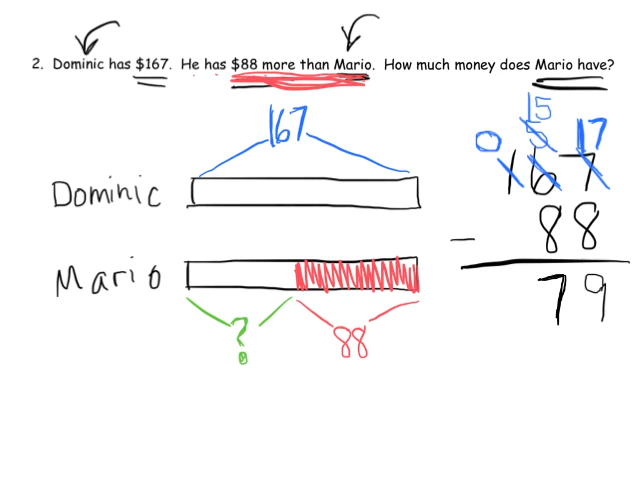 2. Dominic has $167. He has $88 more than Mario. How much money does Mario have?
167
15
0 5 17
167
Dominic
- 88
Mario
79
? 88